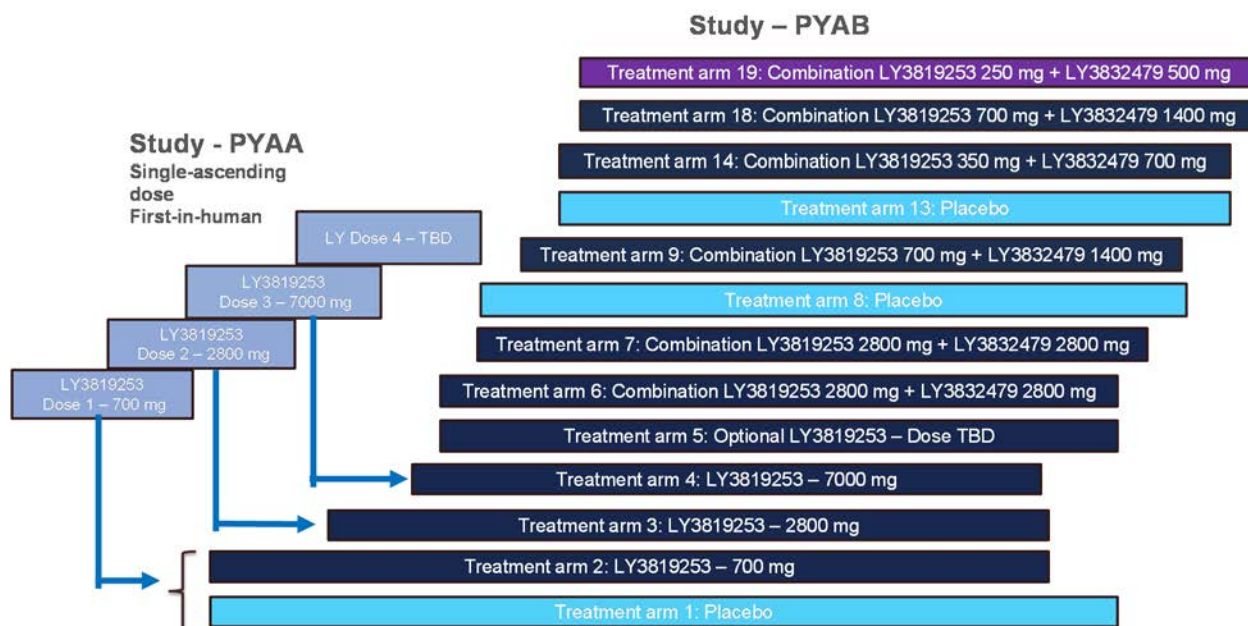 Study – PYAB
Treatment arm 19: Combination LY3819253 250 mg + LY3832479 500 mg
Treatment arm 18: Combination LY3819253 700 mg + LY3832479 1400 mg
Study - PYAA
Single-ascending
dose
First-in-human
Treatment arm 14: Combination LY3819253 350 mg + LY3832479 700 mg
Treatment arm 13: Placebo
LY Dose 4 – TBD
Treatment arm 9: Combination LY3819253 700 mg + LY3832479 1400 mg
LY3819253
Dose 3 – 7000 mg
Treatment arm 8: Placebo
LY3819253
Dose 2 – 2800 mg
Treatment arm 7: Combination LY3819253 2800 mg + LY3832479 2800 mg
LY3819253
Dose 1 – 700 mg
Treatment arm 6: Combination LY3819253 2800 mg + LY3832479 2800 mg
Treatment arm 5: Optional LY3819253 – Dose TBD
Treatment arm 4: LY3819253 – 7000 mg
Treatment arm 3: LY3819253 – 2800 mg
Treatment arm 2: LY3819253 – 700 mg
Treatment arm 1: Placebo